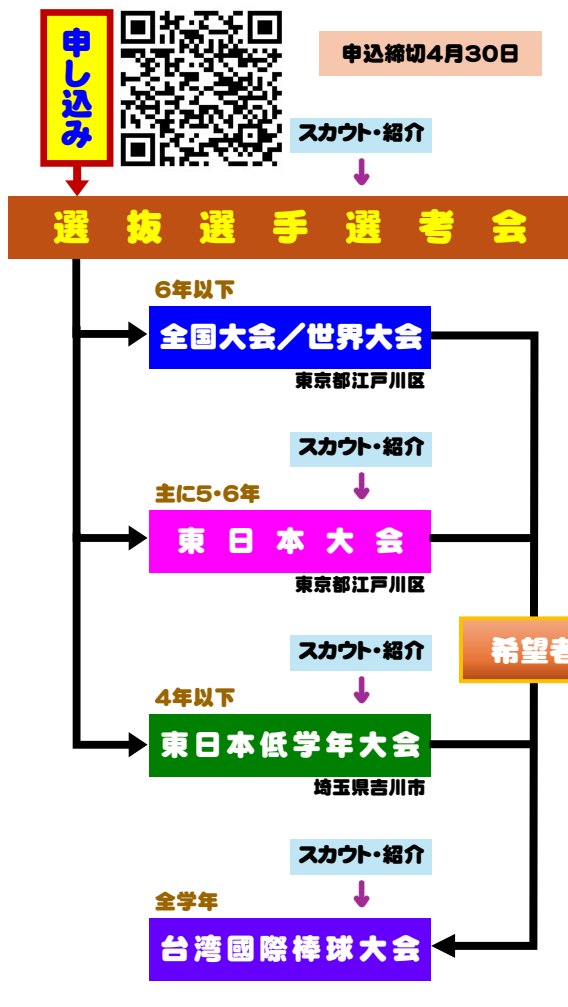 申し込み
申込締切4月30日
スカウト・紹介
選抜選手選考会
6年以下
全国大会／世界大会
東京都江戸川区
スカウト・紹介
主に5・6年
東日本大会
東京都江戸川区
希望者
スカウト・紹介
4年以下
東日本低学年大会
埼玉県吉川市
スカウト・紹介
全学年
台湾國際棒球大会